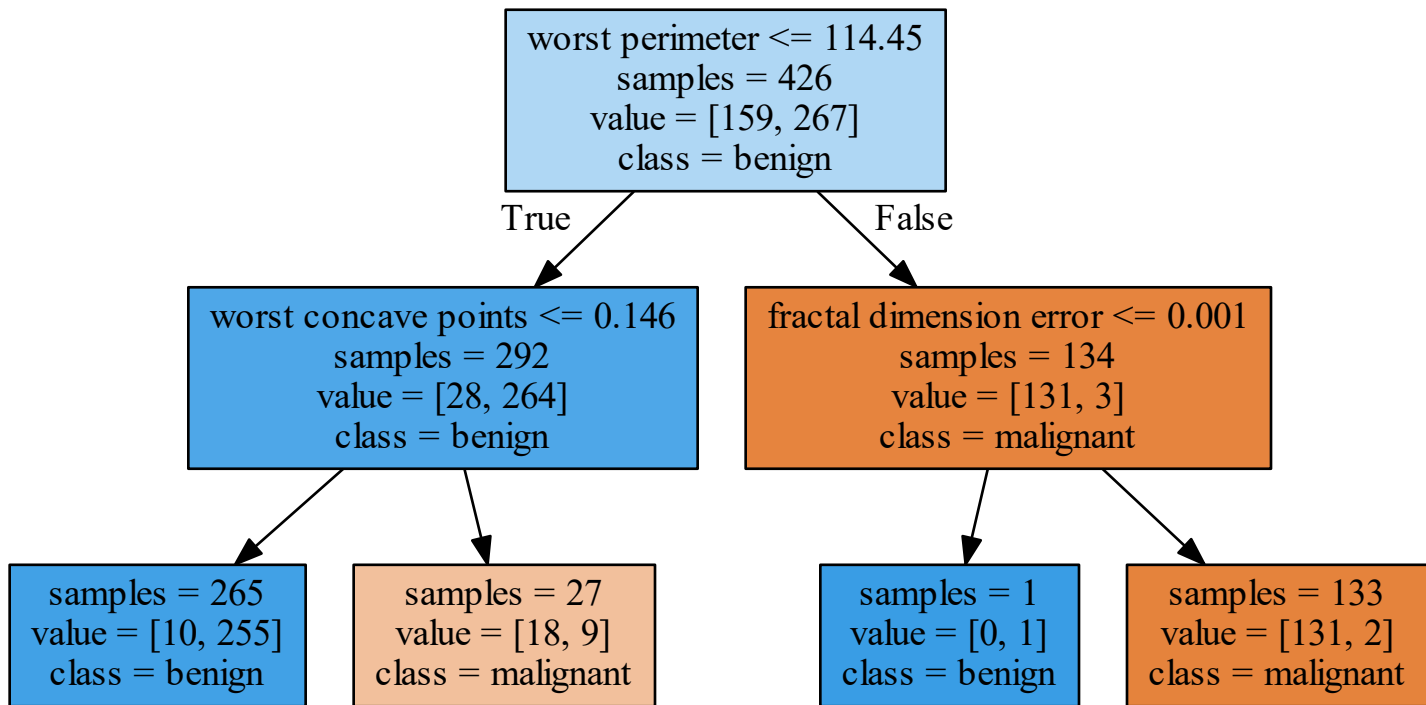 worst perimeter <= 114.45
samples = 426
value = [159, 267]
class = benign
True
False
worst concave points <= 0.146
samples = 292
value = [28, 264]
class = benign
fractal dimension error <= 0.001
samples = 134
value = [131, 3]
class = malignant
samples = 265
value = [10, 255]
class = benign
samples = 27
value = [18, 9]
class = malignant
samples = 1
value = [0, 1]
class = benign
samples = 133
value = [131, 2]
class = malignant